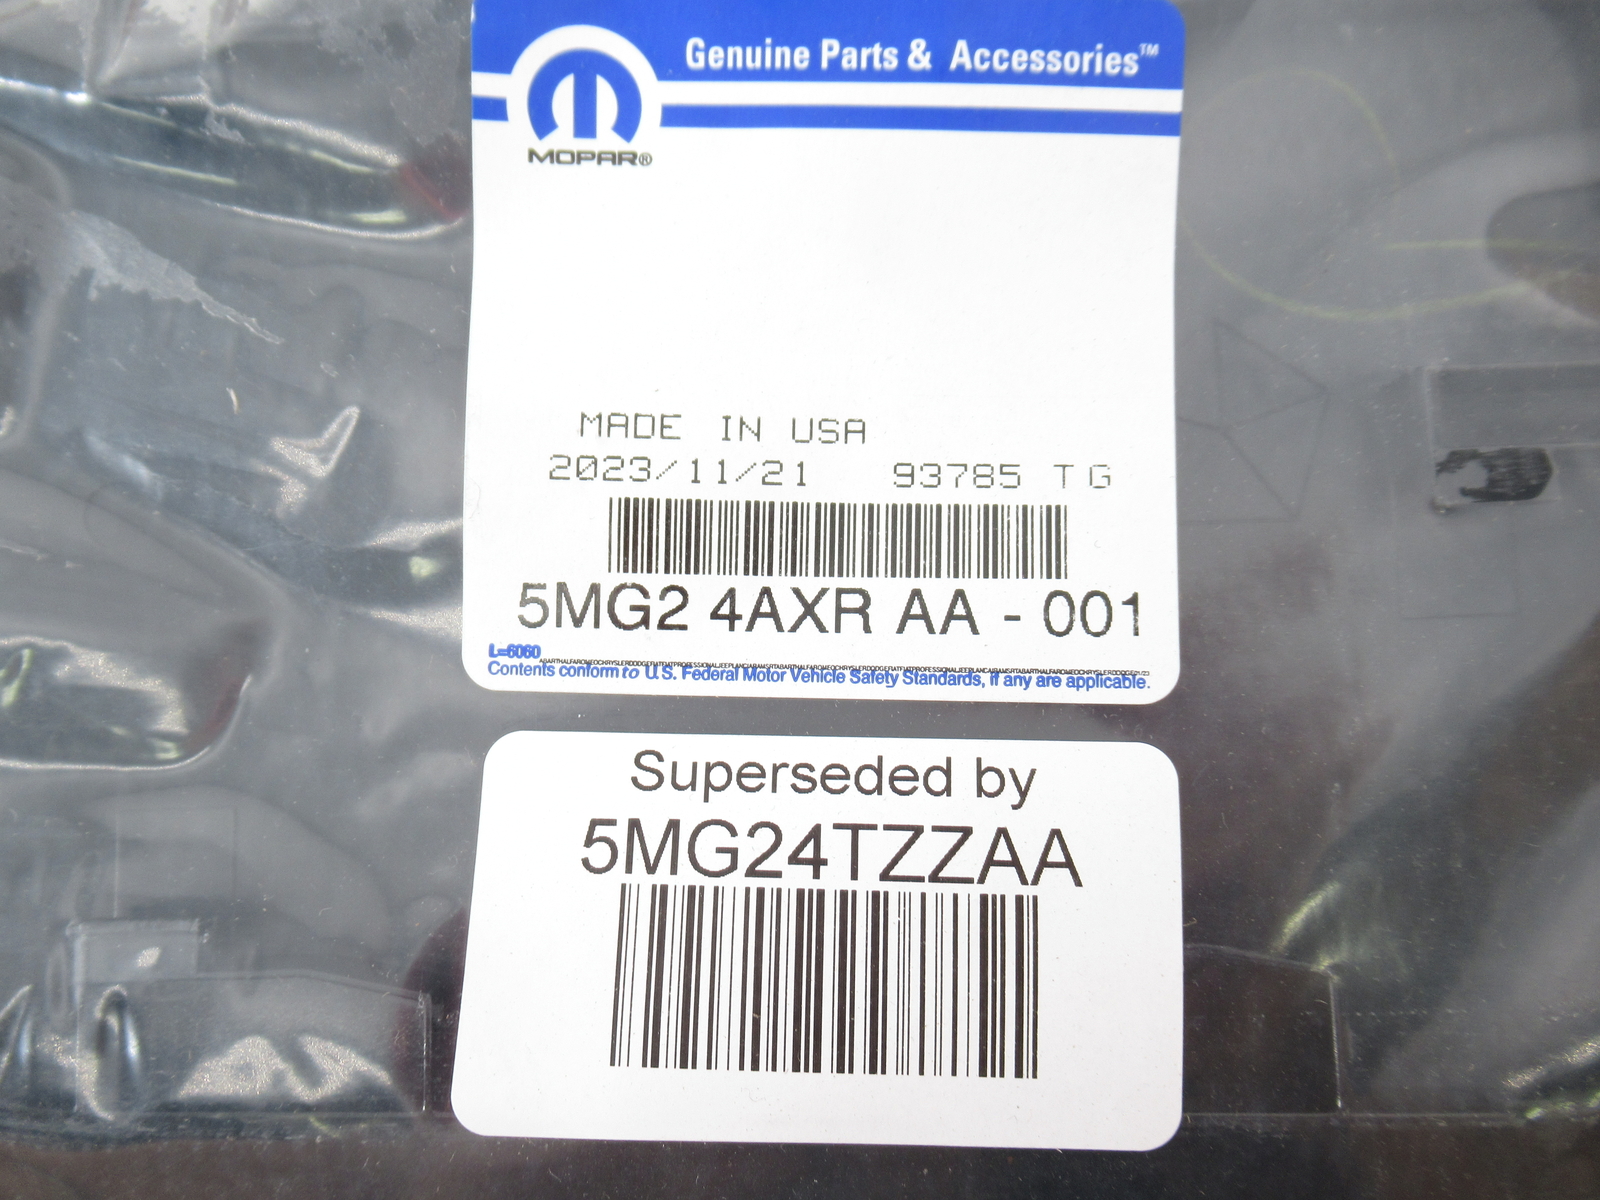 Genuine Parts & Accessories™
MOPAR®
MADE IN USA
2023/11/21 93785 TG
5MG2 4AXR AA - 001
L=6060
Contents conform to U.S. Federal Motor Vehicle Safety Standards, if any are applicable.
Superseded by
5MG24TZZAA